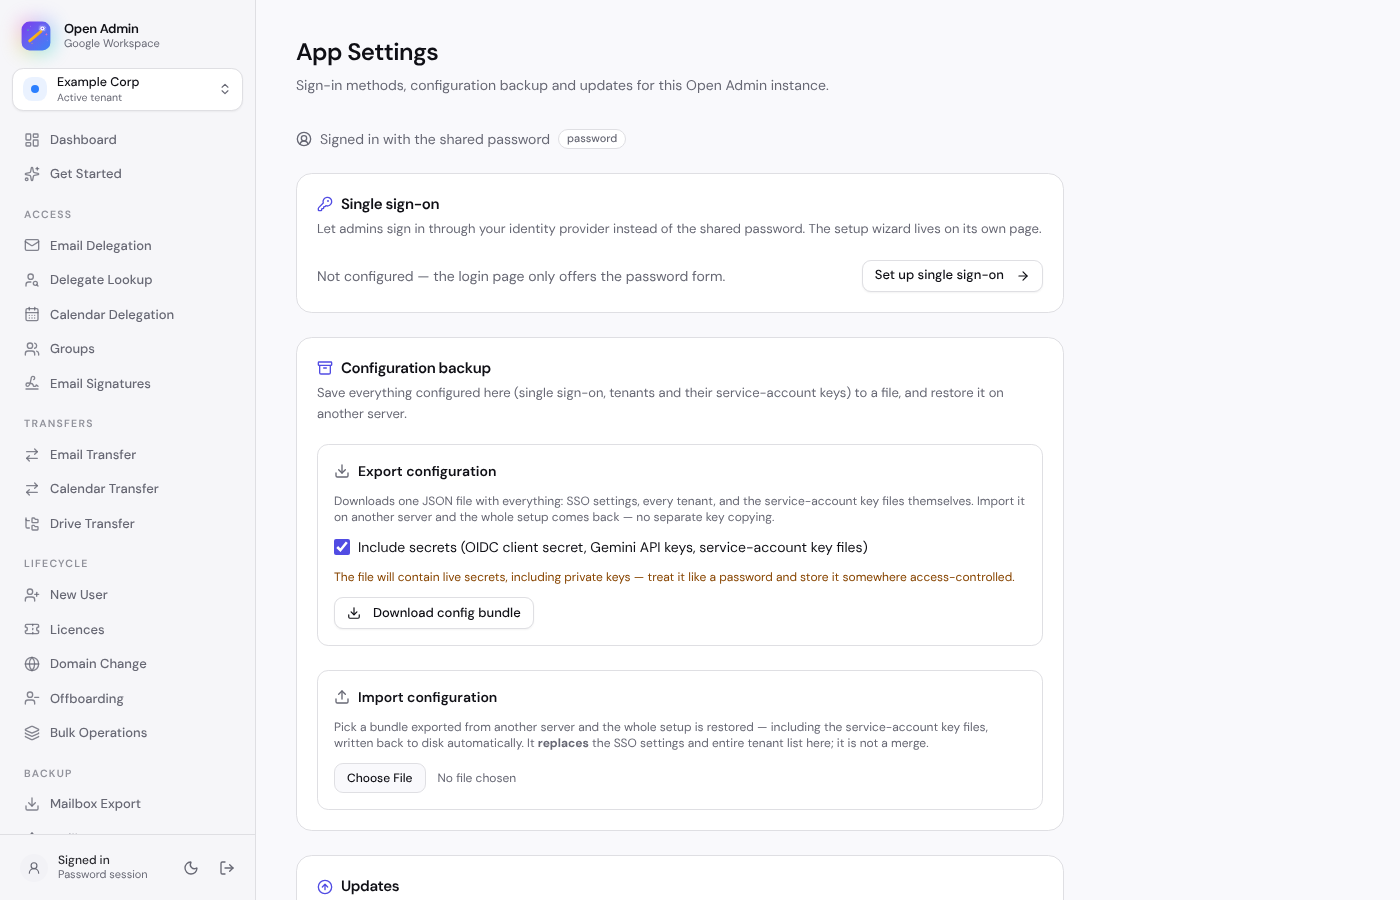 Open Admin
Google Workspace
Example Corp
Active tenant
Dashboard
Get Started
ACCESS
Email Delegation
Delegate Lookup
Calendar Delegation
Groups
Email Signatures
TRANSFERS
Email Transfer
Calendar Transfer
Drive Transfer
LIFECYCLE
New User
Licences
Domain Change
Offboarding
Bulk Operations
BACKUP
Mailbox Export
Signed in
Password session
App Settings
Sign-in methods, configuration backup and updates for this Open Admin instance.
Signed in with the shared password password
Single sign-on
Let admins sign in through your identity provider instead of the shared password. The setup wizard lives on its own page.
Not configured — the login page only offers the password form.
Set up single sign-on
Configuration backup
Save everything configured here (single sign-on, tenants and their service-account keys) to a file, and restore it on
another server.
Export configuration
Downloads one JSON file with everything: SSO settings, every tenant, and the service-account key files themselves. Import it
on another server and the whole setup comes back — no separate key copying.
Include secrets (OIDC client secret, Gemini API keys, service-account key files)
The file will contain live secrets, including private keys — treat it like a password and store it somewhere access-controlled.
Download config bundle
Import configuration
Pick a bundle exported from another server and the whole setup is restored — including the service-account key files,
written back to disk automatically. It replaces the SSO settings and entire tenant list here; it is not a merge.
Choose File No file chosen
Updates